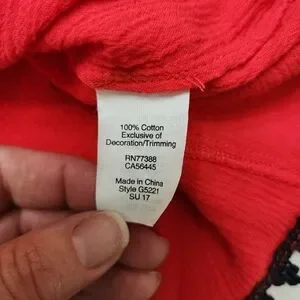 100% Cotton
Exclusive of
Decoration/Trimming
RN77388
CA56445
Made in China
Style G5221
SU 17